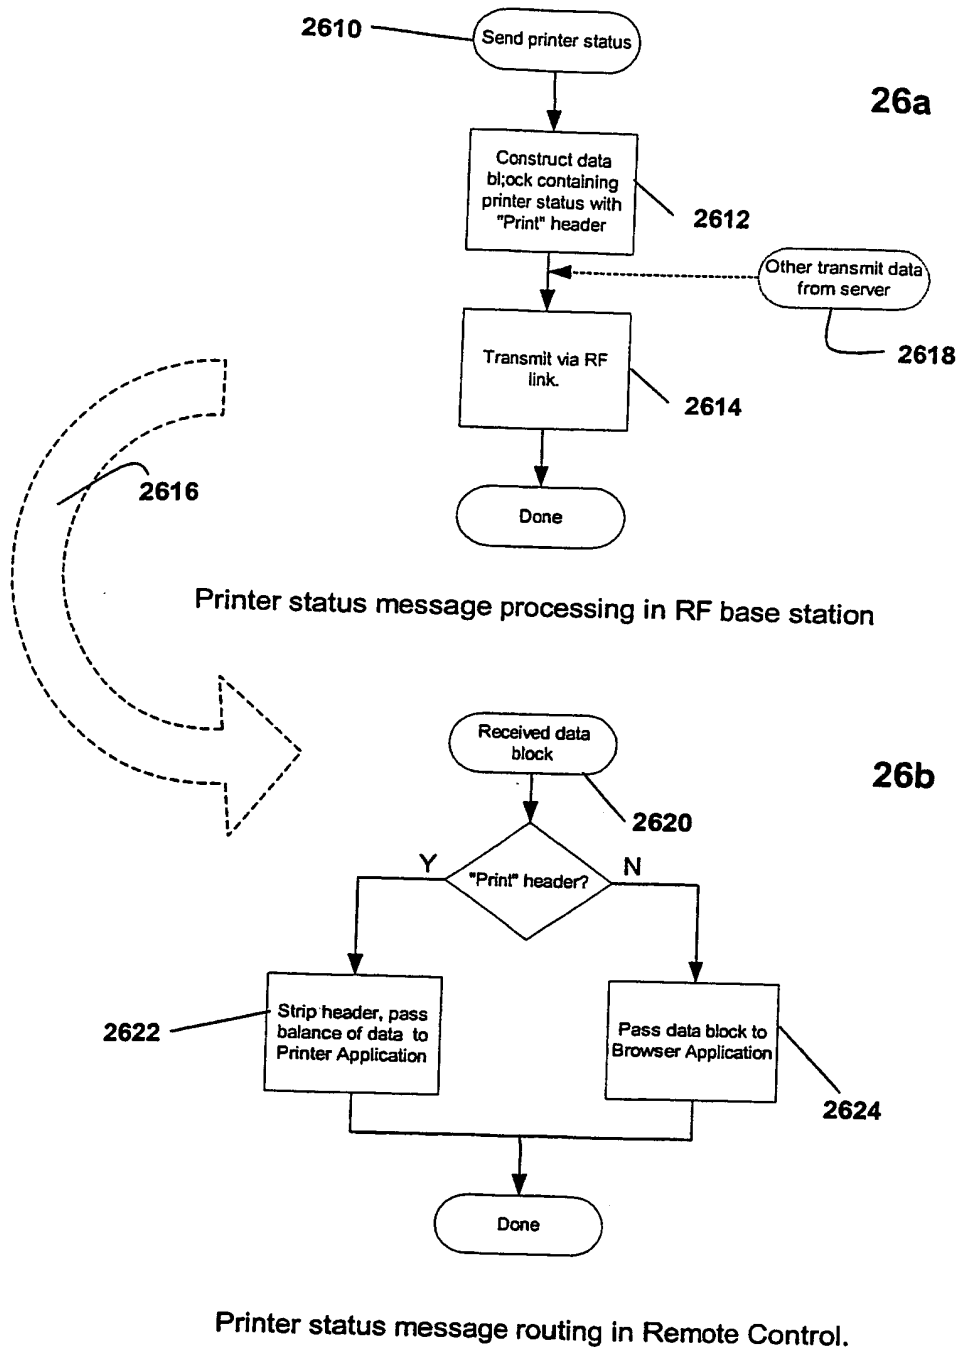 2610
Send printer status
26a
Construct data
bl;ock containing
printer status with
"Print" header
2612
Other transmit data
from server
2618
Transmit via RF
link.
2614
2616
Done
Printer status message processing in RF base station
Received data
block
26b
2620
Y
"Print" header?
N
Strip header, pass
balance of data to
Printer Application
2622
Pass data block to
Browser Application
2624
Done
Printer status message routing in Remote Control.